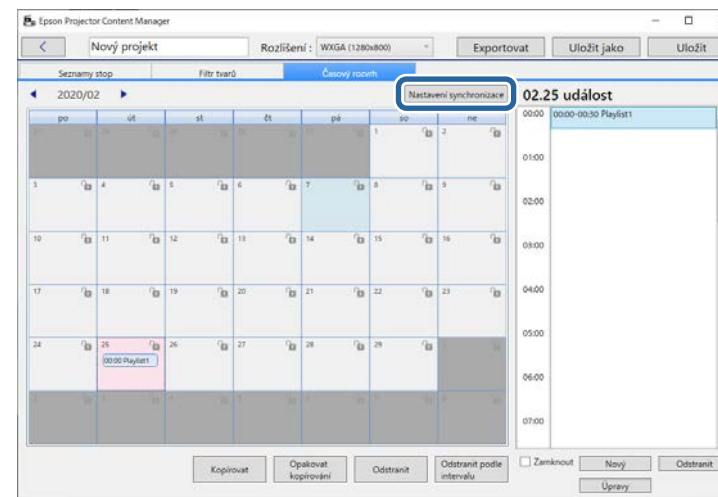 Epson Projector Content Manager
Nový projekt Rozlišení : WXGA (1280x800) Exportovat Uložit jako Uložit
Seznamy stop Filtr tvarů Časový rozvrh
2020/02 Nastavení synchronizace 02.25 událost
po út st čt pá so ne
00:00 00:00-00:30 Playlist1
1 2
01:00
3 4 5 6 7 8 9
02:00
10 11 12 13 14 15 16
03:00
17 18 19 20 21 22 23
04:00
05:00
24 25 26 27 28 29
00:00 Playlist1
06:00
07:00
Kopírovat Opakovat kopírování Odstranit Odstranit podle intervalu
Zamknout Nový Odstranit
Úpravy